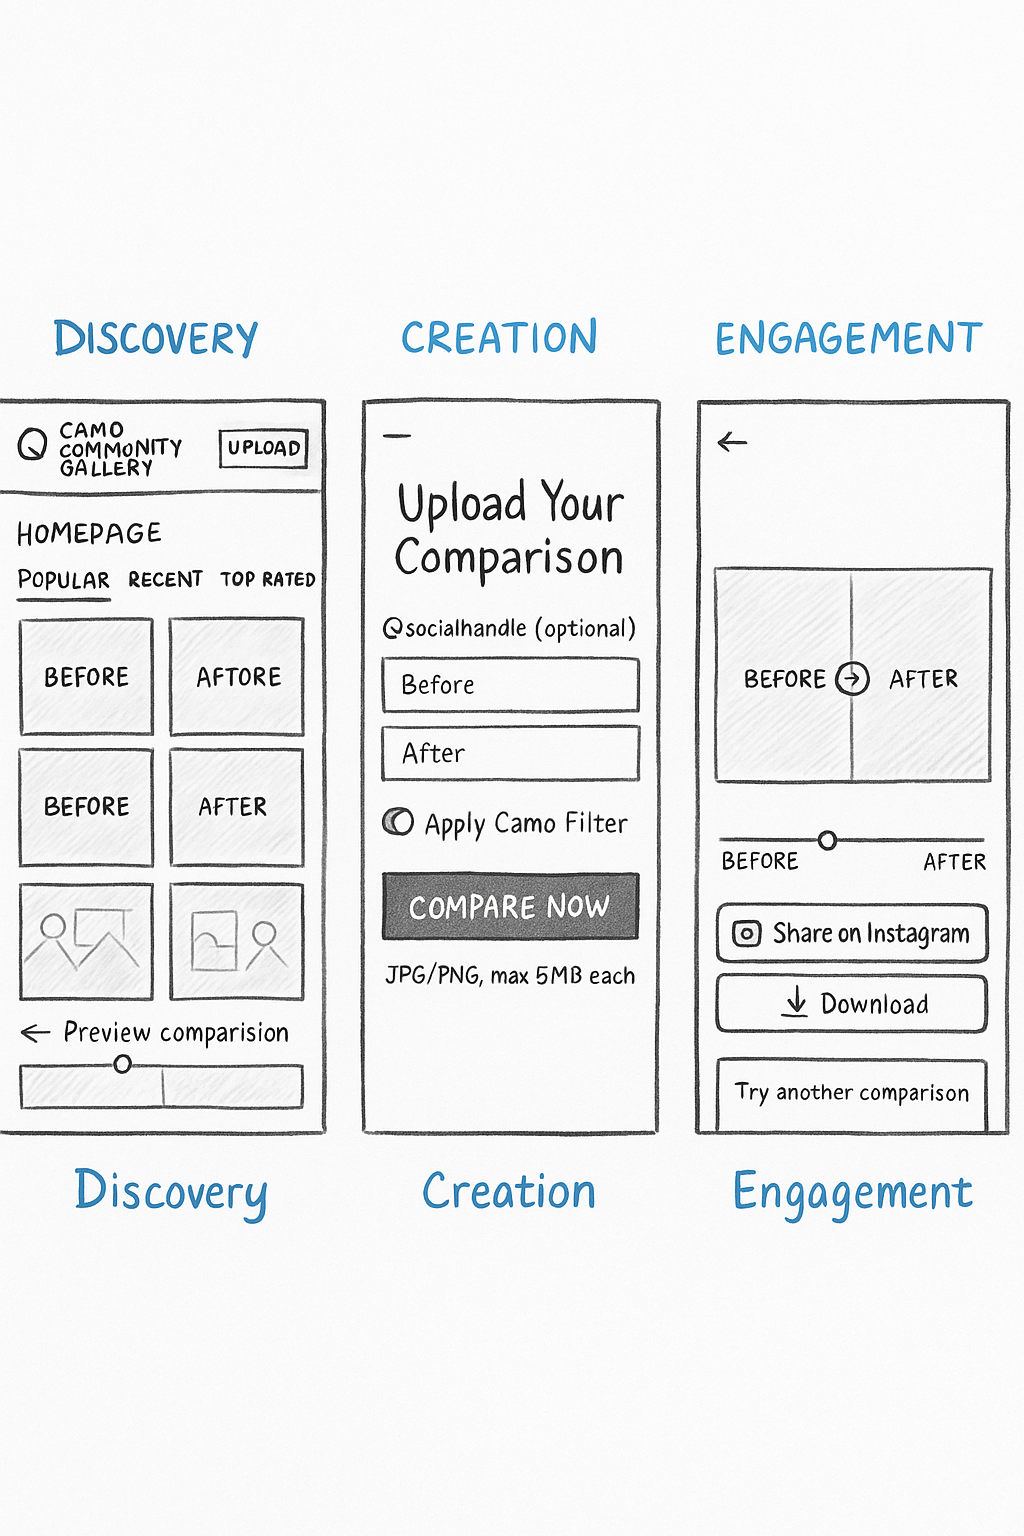 DISCOVERY
CAMO
COMMONITY
GALLERY
UPLOAD
HOMEPAGE
POPULAR RECENT TOP RATED
BEFORE AFTORE
BEFORE AFTER
Preview comparision
Discovery
CREATION
Upload Your
Comparison
socialhandle (optional)
Before
After
Apply Camo Filter
COMPARE NOW
JPG/PNG, max 5MB each
Creation
ENGAGEMENT
BEFORE AFTER
BEFORE AFTER
Share on Instagram
Download
Try another comparison
Engagement